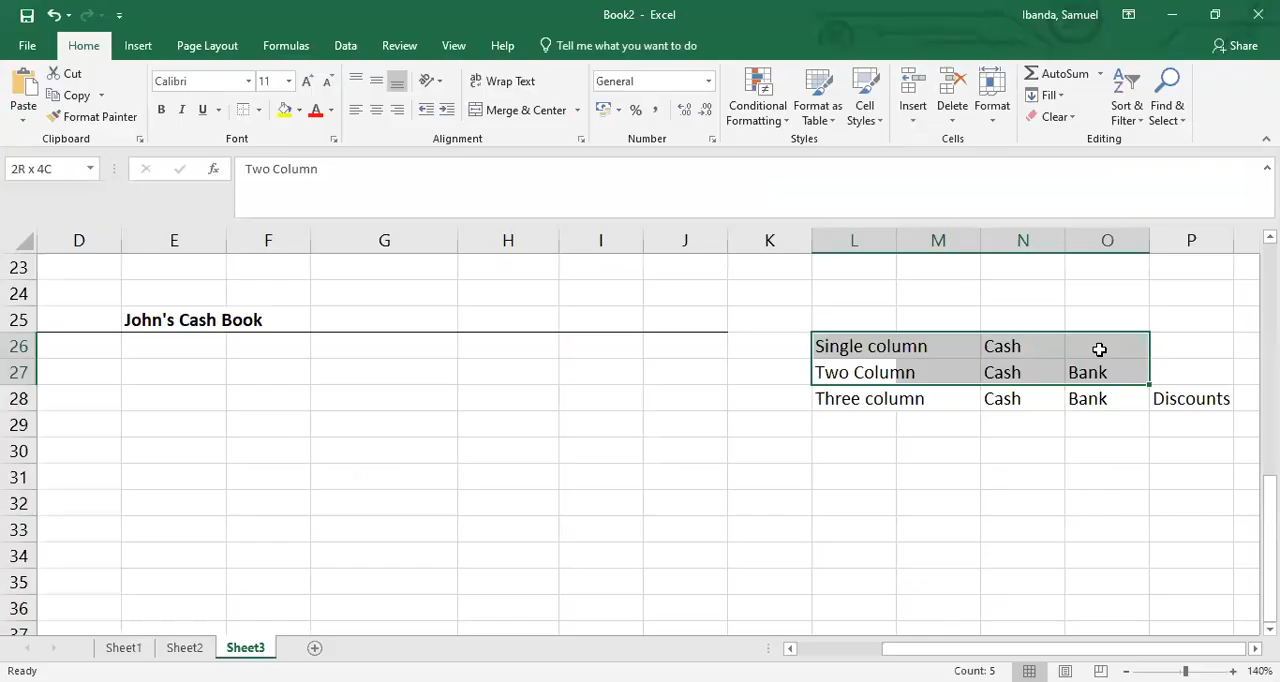 Book2 - Excel
Ibanda, Samuel
File Home Insert Page Layout Formulas Data Review View Help Tell me what you want to do Share
Paste
Cut
Copy
Format Painter
Clipboard
Calibri 11
B I U
A
Font
Wrap Text
Merge & Center
Alignment
General
%
Number
Conditional Formatting
Format as Table
Cell Styles
Styles
Insert Delete Format
Cells
AutoSum
Fill
Clear
Sort & Filter
Find & Select
Editing
2R x 4C
fx
Two Column
D E F G H I J K L M N O P
23
24
25 John's Cash Book
26 Single column Cash
27 Two Column Cash Bank
28 Three column Cash Bank Discounts
29
30
31
32
33
34
35
36
37
Sheet1 Sheet2 Sheet3
Ready Count: 5 140%